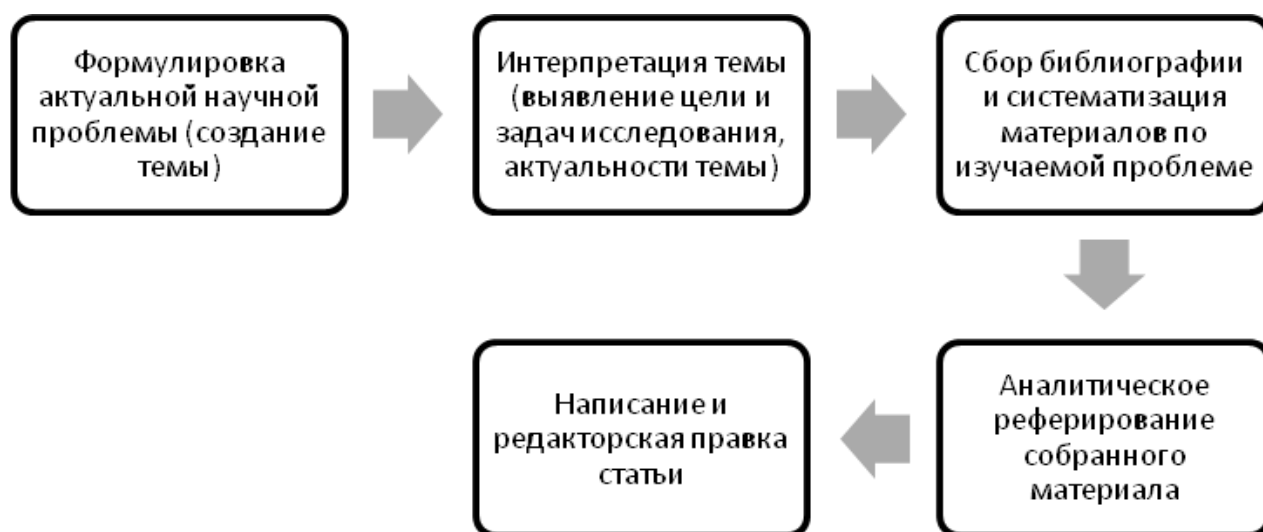 Формулировка
актуальной научной
проблемы (создание
темы)
Интерпретация темы
(выявление цели и
задач исследования,
актуальности темы)
Сбор библиографии
и систематизация
материалов по
изучаемой проблеме
Аналитическое
реферирование
собранного
материала
Написание и
редакторская правка
статьи